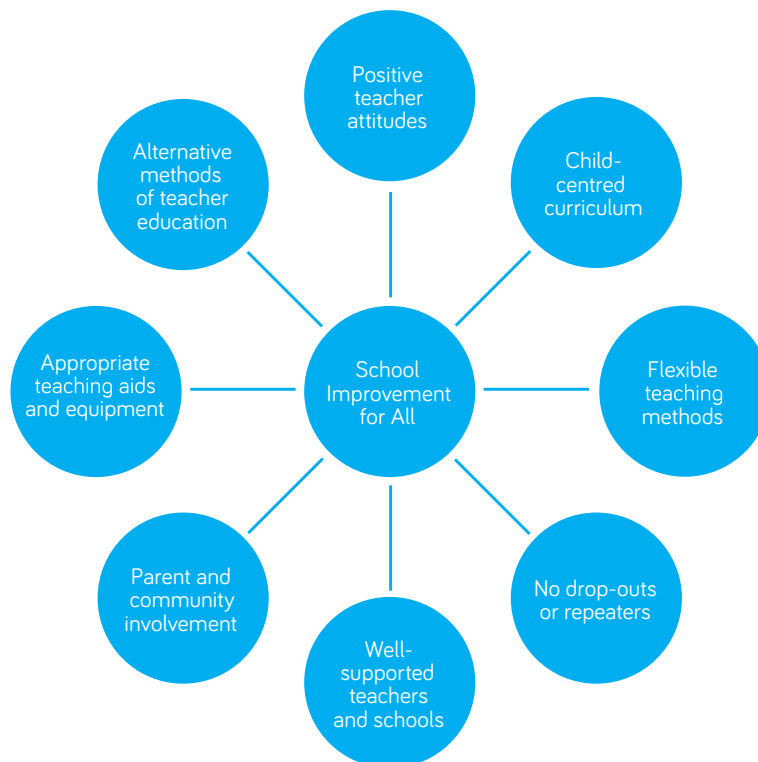 Positive
teacher
attitudes
Child-
centred
curriculum
Flexible
teaching
methods
No drop-outs
or repeaters
Well-
supported
teachers
and schools
Parent and
community
involvement
Appropriate
teaching aids
and equipment
Alternative
methods
of teacher
education
School
Improvement
for All